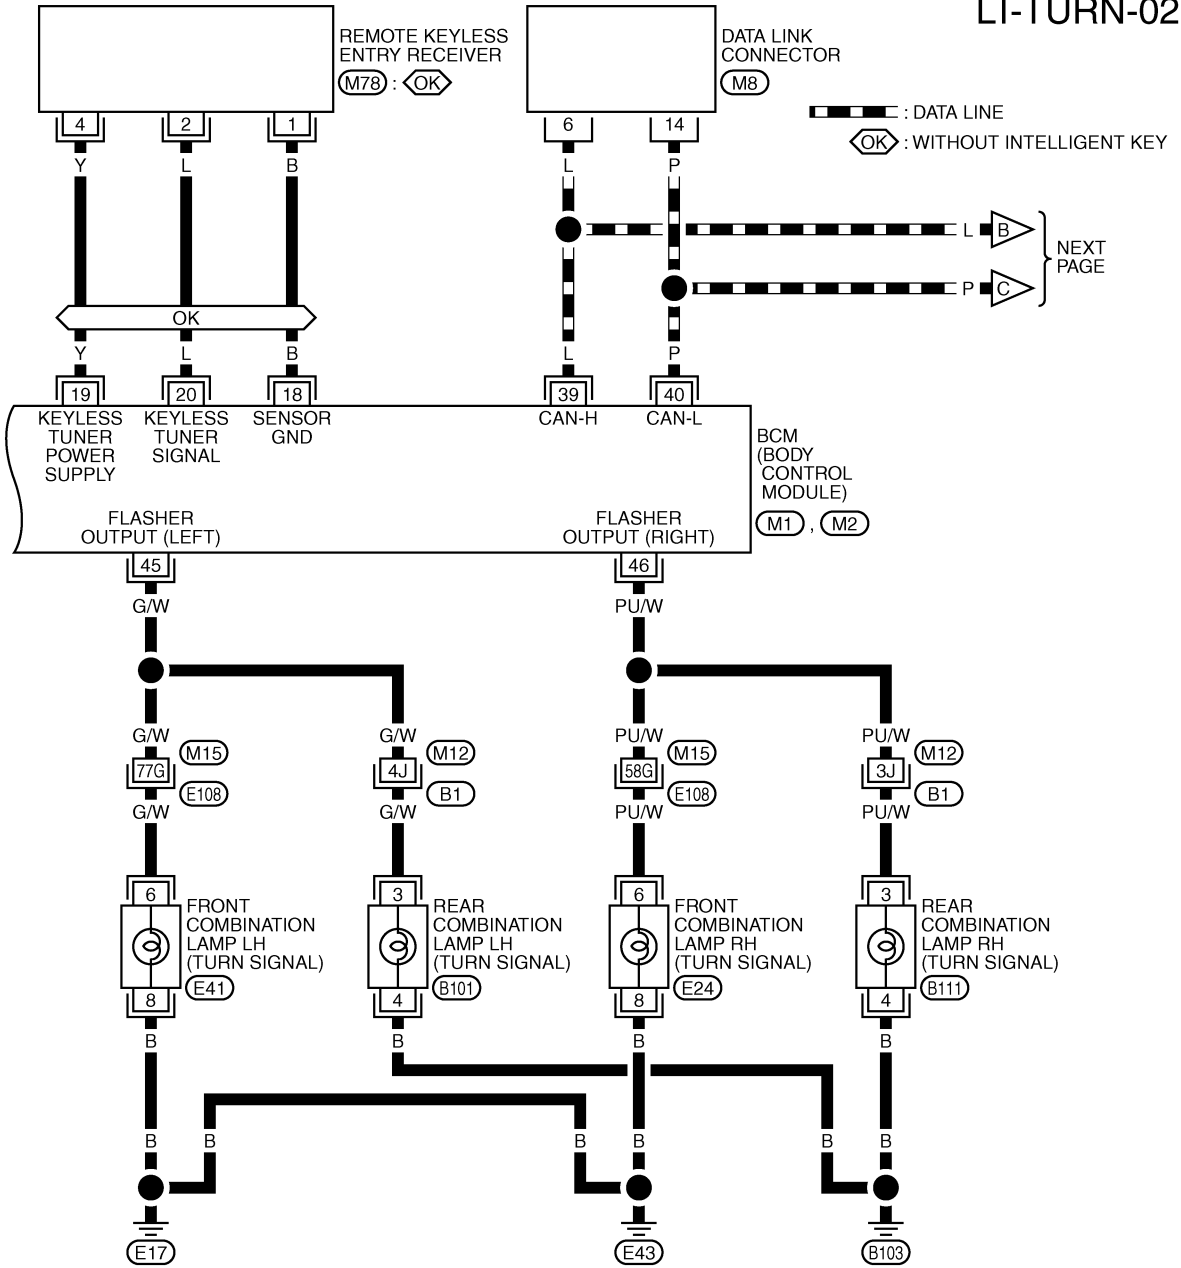 LT-TURN-02
REMOTE KEYLESS
ENTRY RECEIVER
M78 : OK
DATA LINK
CONNECTOR
M8
: DATA LINE
OK : WITHOUT INTELLIGENT KEY
4 2 1 6 14
Y L B L P
L B
NEXT
PAGE
P C
OK
Y L B L P
19 20 18 39 40
KEYLESS
TUNER
POWER
SUPPLY
KEYLESS
TUNER
SIGNAL
SENSOR
GND
CAN-H
CAN-L
BCM
(BODY
CONTROL
MODULE)
M1 , M2
FLASHER
OUTPUT (LEFT)
FLASHER
OUTPUT (RIGHT)
45 46
G/W PU/W
G/W M15 G/W M12 PU/W M15 PU/W M12
77G 4J 58G 3J
E108 B1 E108 B1
G/W G/W PU/W PU/W
6 3 6 3
FRONT
COMBINATION
LAMP LH
(TURN SIGNAL)
E41
REAR
COMBINATION
LAMP LH
(TURN SIGNAL)
B101
FRONT
COMBINATION
LAMP RH
(TURN SIGNAL)
E24
REAR
COMBINATION
LAMP RH
(TURN SIGNAL)
B111
8 4 8 4
B B B B
B B B B B B
E17 E43 B103